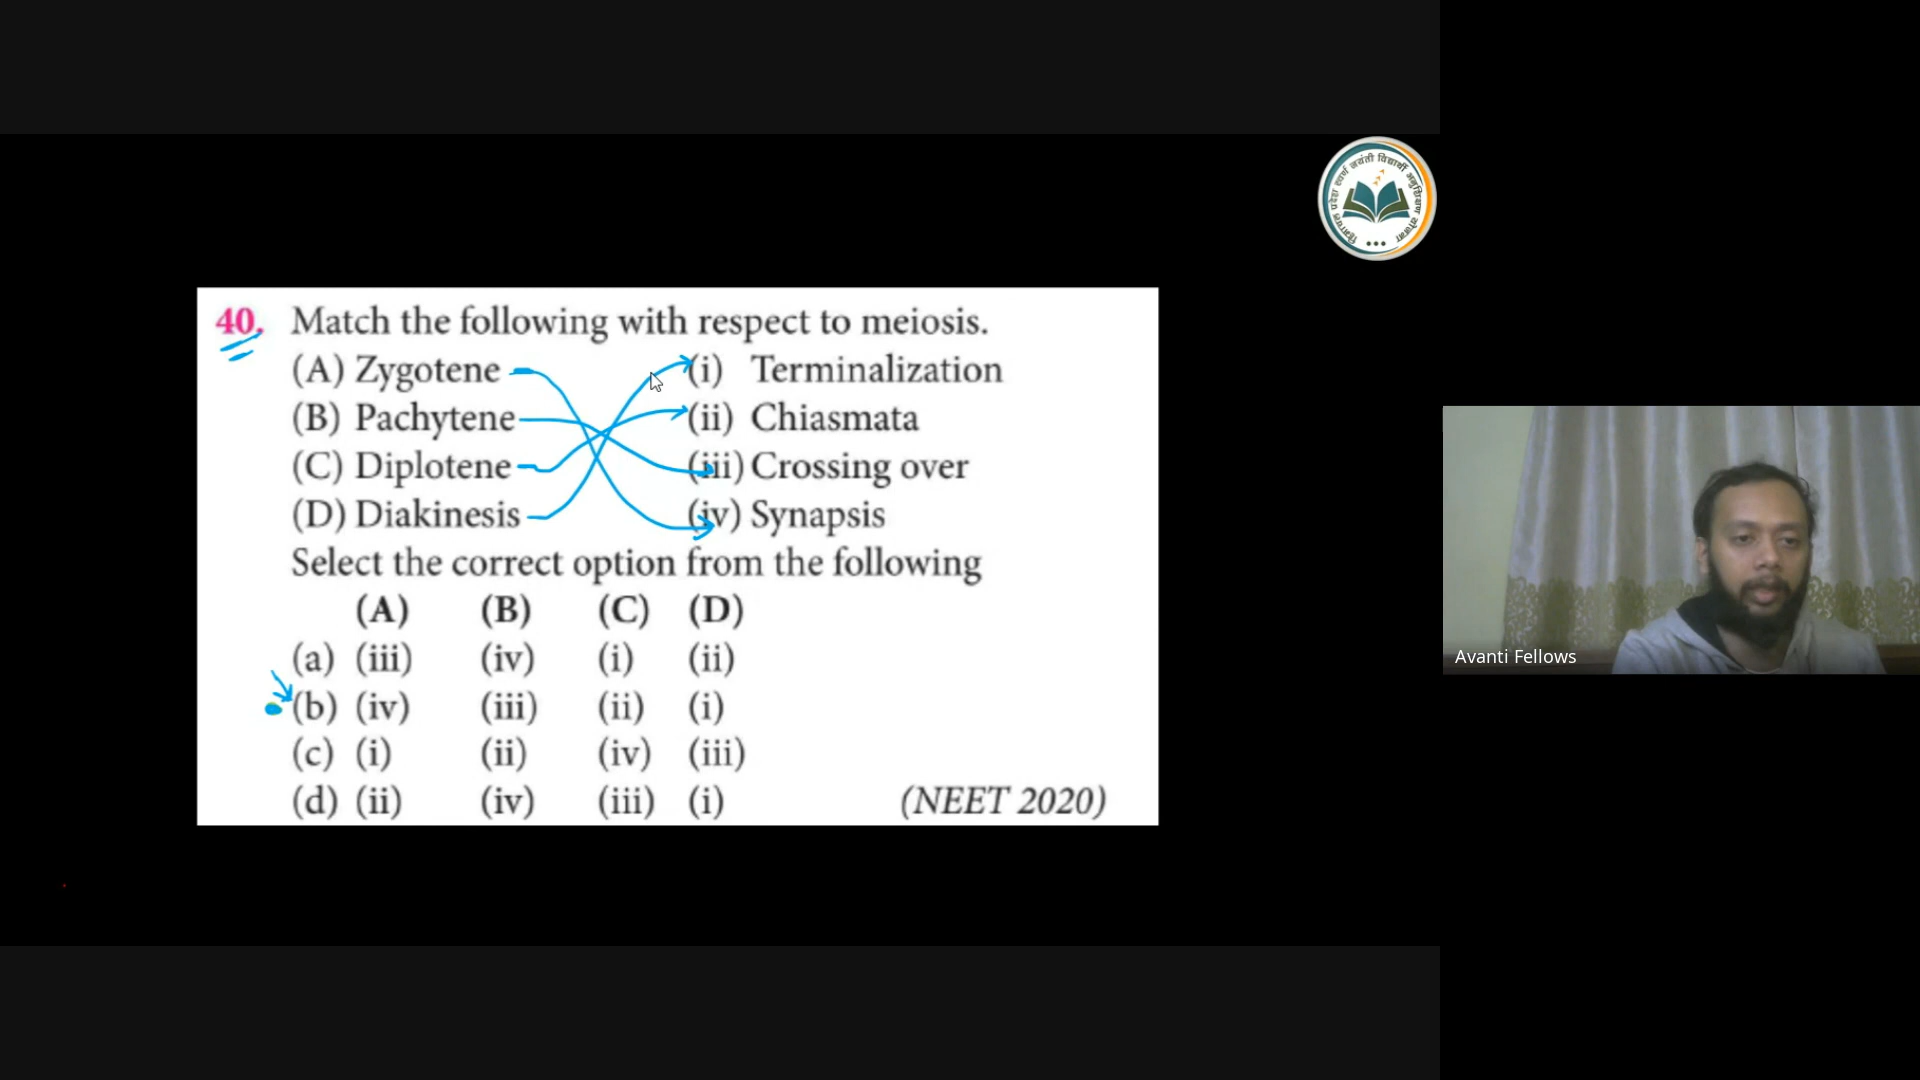 40. Match the following with respect to meiosis.
(A) Zygotene (i) Terminalization
(B) Pachytene (ii) Chiasmata
(C) Diplotene (iii) Crossing over
(D) Diakinesis (iv) Synapsis
Select the correct option from the following
(A) (B) (C) (D)
(a) (iii) (iv) (i) (ii)
(b) (iv) (iii) (ii) (i)
(c) (i) (ii) (iv) (iii)
(d) (ii) (iv) (iii) (i) (NEET 2020)
Avanti Fellows